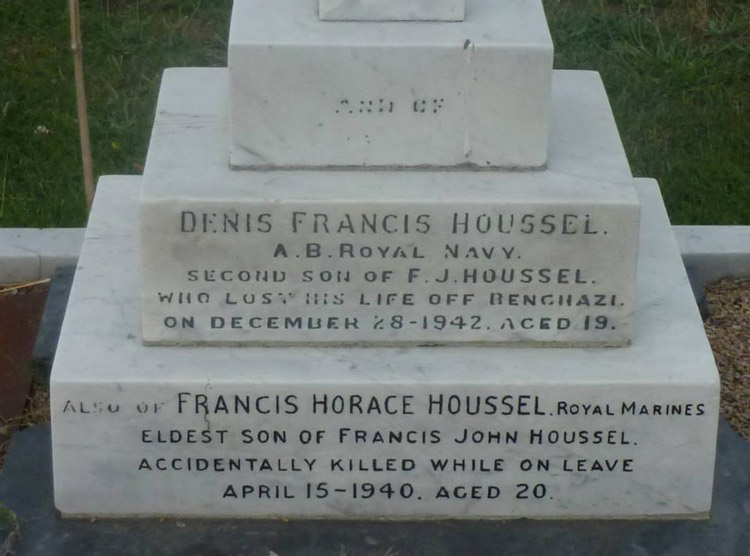 AND OF
DENIS FRANCIS HOUSSEL.
A.B. ROYAL NAVY.
SECOND SON OF F.J. HOUSSEL.
WHO LOST HIS LIFE OFF BENGHAZI.
ON DECEMBER 28-1942. AGED 19.
ALSO OF FRANCIS HORACE HOUSSEL. ROYAL MARINES
ELDEST SON OF FRANCIS JOHN HOUSSEL.
ACCIDENTALLY KILLED WHILE ON LEAVE
APRIL 15-1940. AGED 20.